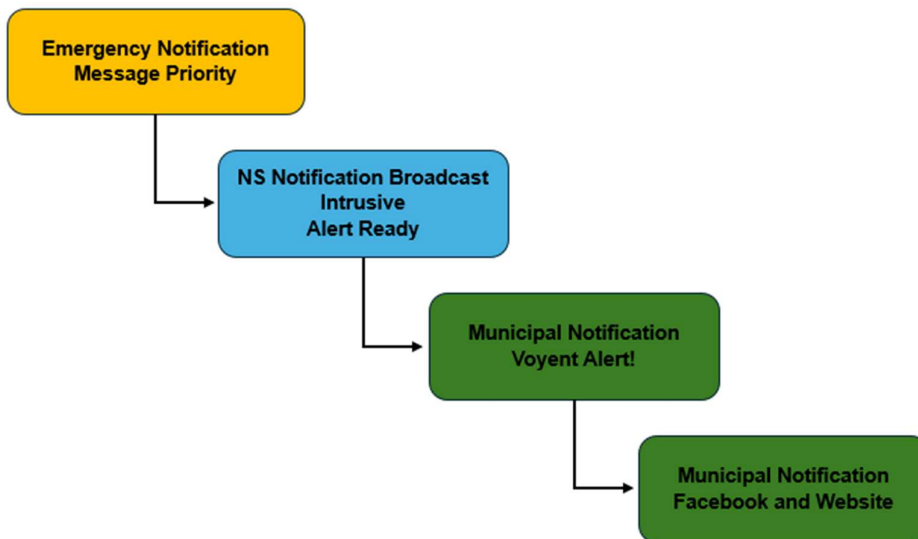 Emergency Notification
Message Priority
NS Notification Broadcast
Intrusive
Alert Ready
Municipal Notification
Voyent Alert!
Municipal Notification
Facebook and Website